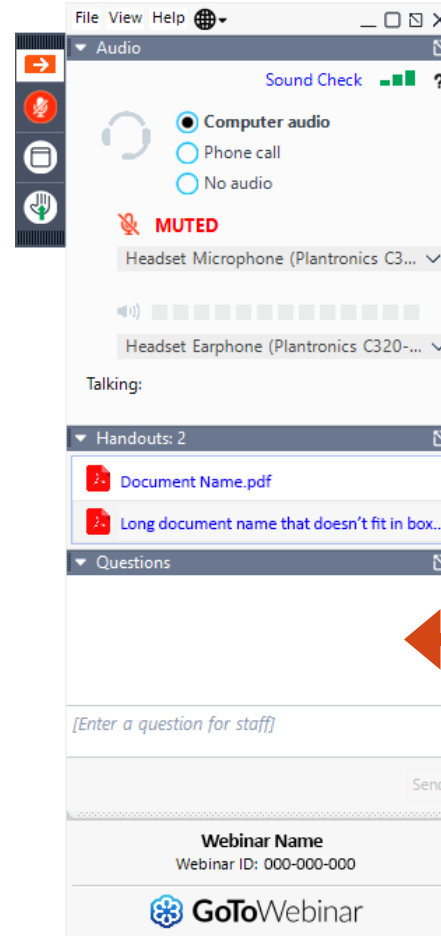 File View Help
Audio
Sound Check ?
Computer audio
Phone call
No audio
MUTED
Headset Microphone (Plantronics C3...
Headset Earphone (Plantronics C320-...
Talking:
Handouts: 2
Document Name.pdf
Long document name that doesn't fit in box...
Questions
[Enter a question for staff]
Send
Webinar Name
Webinar ID: 000-000-000
GoToWebinar